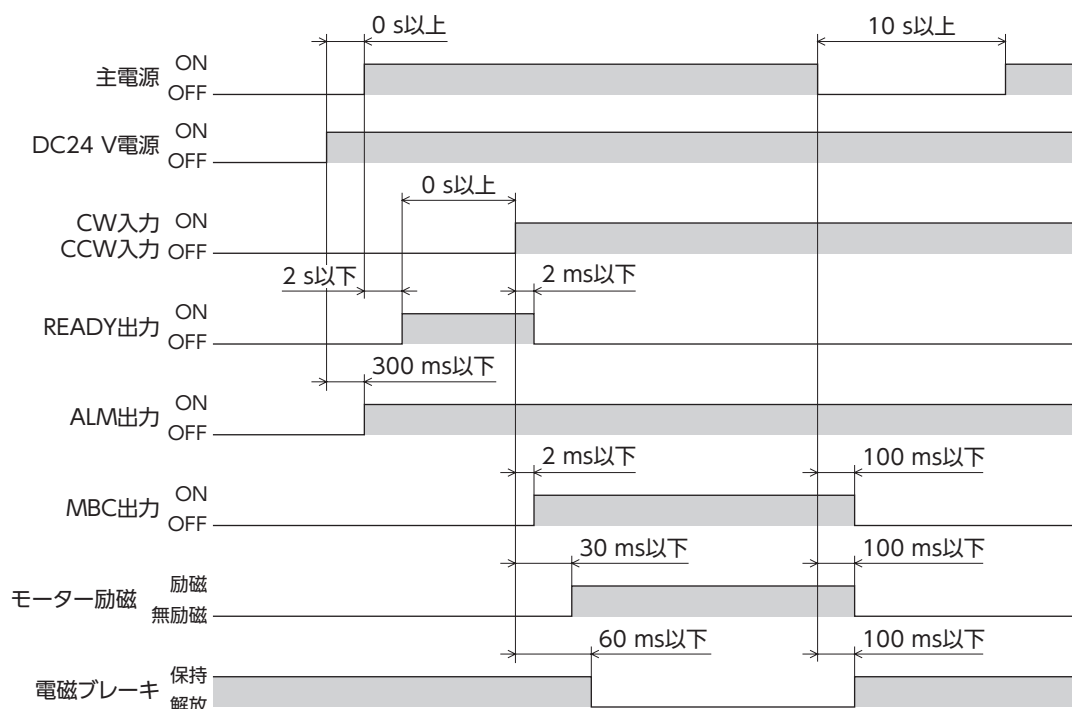 0 s以上
10 s以上
主電源 ON
OFF
DC24 V電源 ON
OFF
0 s以上
CW入力 ON
CCW入力 OFF
2 s以下
2 ms以下
READY出力 ON
OFF
300 ms以下
ALM出力 ON
OFF
2 ms以下
100 ms以下
MBC出力 ON
OFF
30 ms以下
100 ms以下
モーター励磁 励磁
無励磁
60 ms以下
100 ms以下
電磁ブレーキ 保持
解放